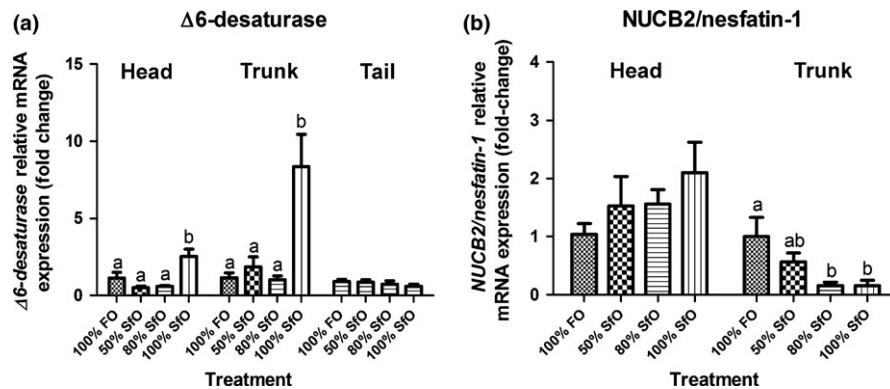 (a) Δ6-desaturase
Head Trunk Tail
Δ6-desaturase relative mRNA
expression (fold change)
15
10
5
0
a a a b
a a a b
100% FO 50% SfO 80% SfO 100% SfO 100% FO 50% SfO 80% SfO 100% SfO 100% FO 50% SfO 80% SfO 100% SfO
Treatment
(b) NUCB2/nesfatin-1
Head Trunk
NUCB2/nesfatin-1 relative
mRNA expression (fold-change)
4
3
2
1
0
a ab b b
100% FO 50% SfO 80% SfO 100% SfO 100% FO 50% SfO 80% SfO 100% SfO
Treatment